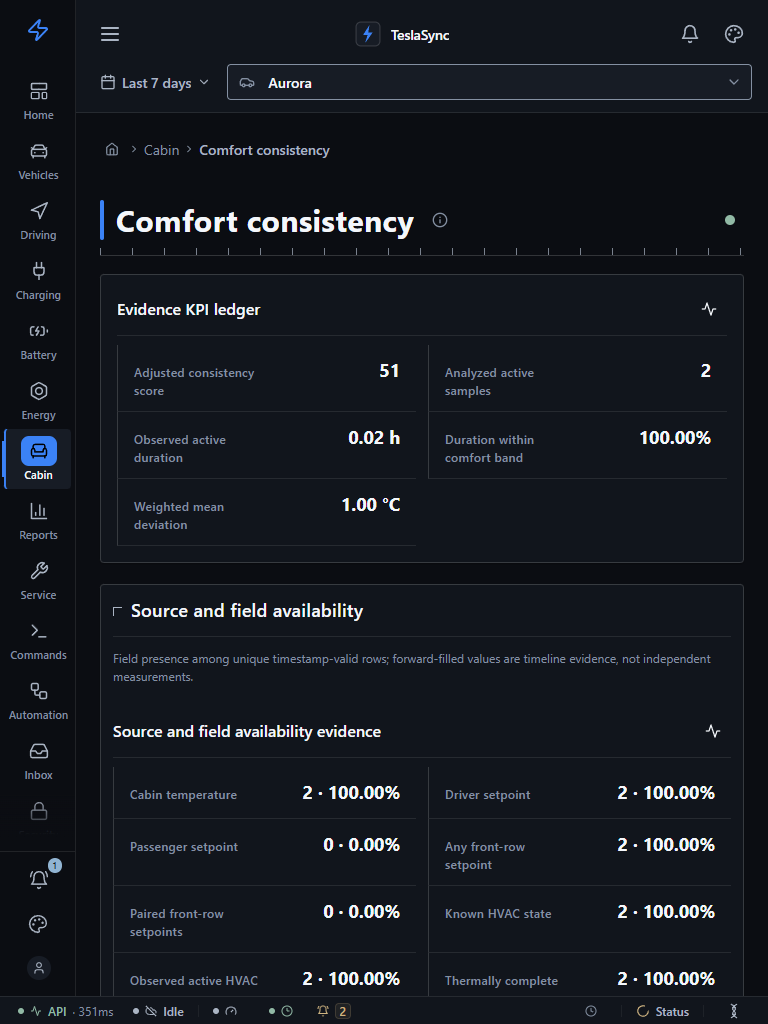 TeslaSync
Last 7 days
Aurora
Home
Vehicles
Driving
Charging
Battery
Energy
Cabin
Reports
Service
Commands
Automation
Inbox
1
Cabin
Comfort consistency
Comfort consistency
Evidence KPI ledger
Adjusted consistency
score
51
Analyzed active
samples
2
Observed active
duration
0.02 h
Duration within
comfort band
100.00%
Weighted mean
deviation
1.00 °C
Source and field availability
Field presence among unique timestamp-valid rows; forward-filled values are timeline evidence, not independent
measurements.
Source and field availability evidence
Cabin temperature
2 · 100.00%
Driver setpoint
2 · 100.00%
Passenger setpoint
0 · 0.00%
Any front-row
setpoint
2 · 100.00%
Paired front-row
setpoints
0 · 0.00%
Known HVAC state
2 · 100.00%
Observed active HVAC
2 · 100.00%
Thermally complete
2 · 100.00%
API · 351ms
Idle
2
Status